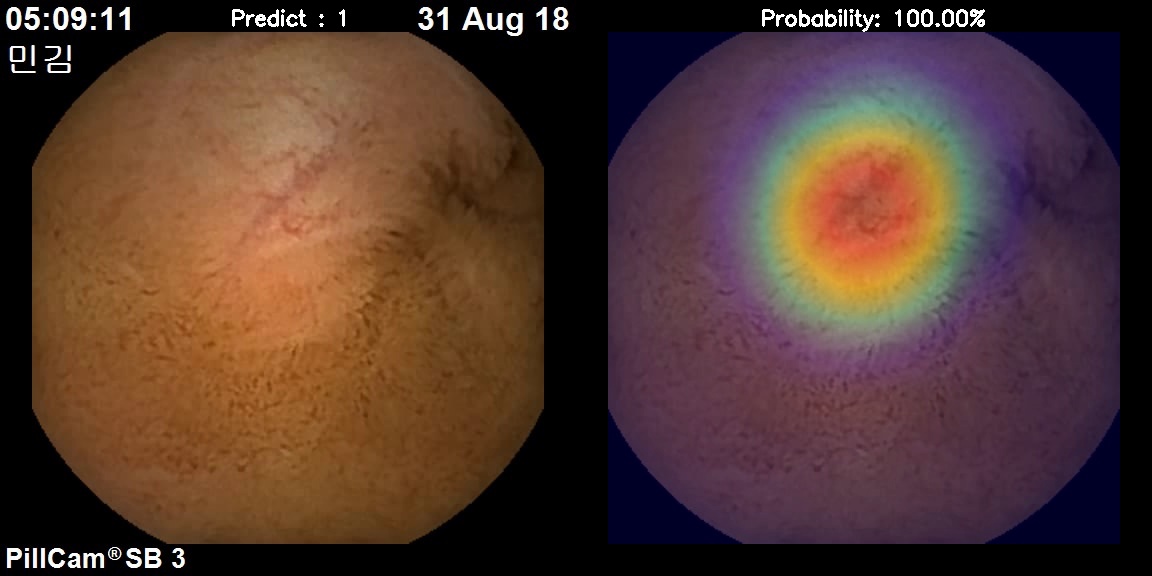 05:09:11 Predict : 1 31 Aug 18 Probability: 100.00%
민김
PillCam® SB 3